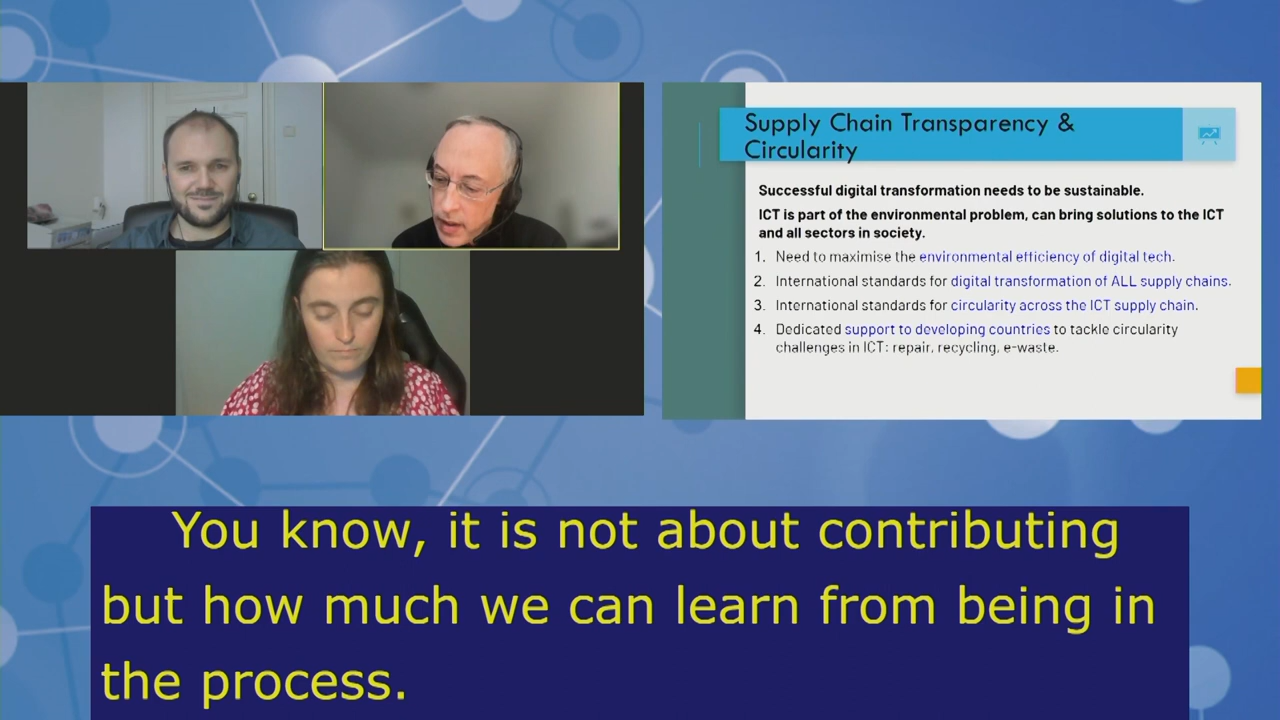 Supply Chain Transparency &
Circularity
Successful digital transformation needs to be sustainable.
ICT is part of the environmental problem, can bring solutions to the ICT
and all sectors in society.
1. Need to maximise the environmental efficiency of digital tech.
2. International standards for digital transformation of ALL supply chains.
3. International standards for circularity across the ICT supply chain.
4. Dedicated support to developing countries to tackle circularity
challenges in ICT: repair, recycling, e-waste.
You know, it is not about contributing
but how much we can learn from being in
the process.